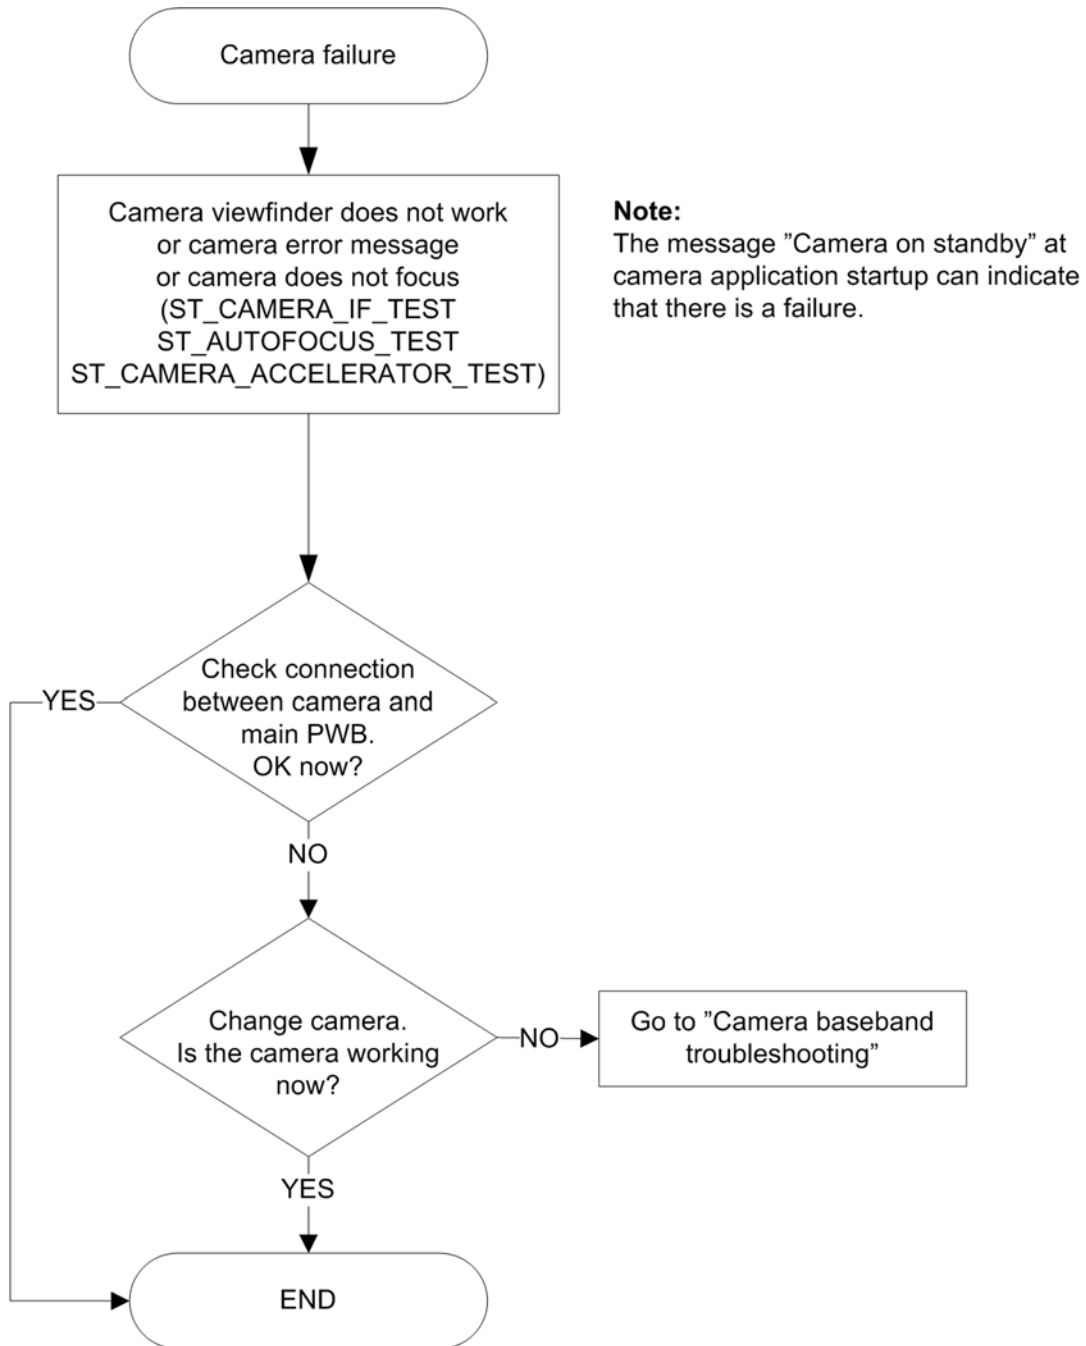 Camera failure
Camera viewfinder does not work
or camera error message
or camera does not focus
(ST_CAMERA_IF_TEST
ST_AUTOFOCUS_TEST
ST_CAMERA_ACCELERATOR_TEST)
Note:
The message ”Camera on standby” at
camera application startup can indicate
that there is a failure.
Check connection
between camera and
main PWB.
OK now?
YES
NO
Change camera.
Is the camera working
now?
NO
Go to ”Camera baseband
troubleshooting”
YES
END